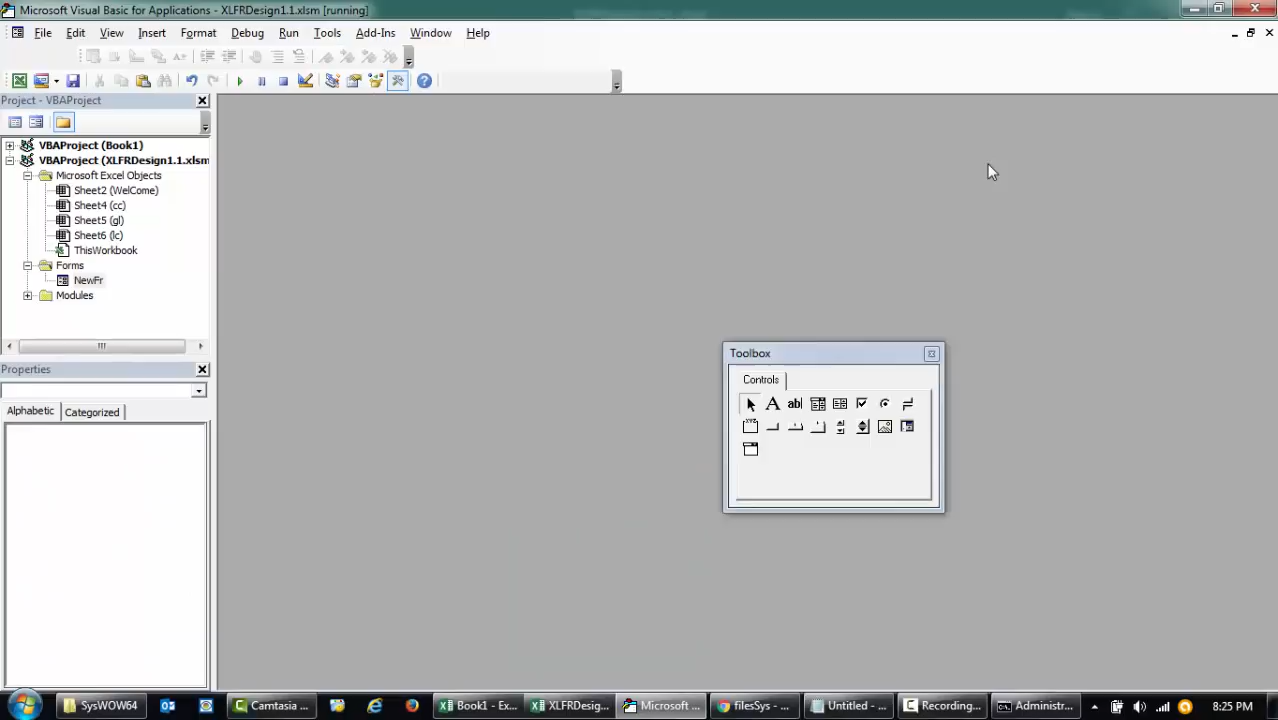 Microsoft Visual Basic for Applications - XLFRDesign1.1.xlsm [running]
File Edit View Insert Format Debug Run Tools Add-Ins Window Help
Project - VBAProject
VBAProject (Book1)
VBAProject (XLFRDesign1.1.xlsm
Microsoft Excel Objects
Sheet2 (WelCome)
Sheet4 (cc)
Sheet5 (gl)
Sheet6 (lc)
ThisWorkbook
Forms
NewFr
Modules
Properties
Alphabetic Categorized
Toolbox
Controls
A abl
XYZ
SysWOW64 Camtasia ... Book1 - Ex... XLFRDesig... Microsoft ... filesSys - ... Untitled - ... Recording... Administr... 8:25 PM